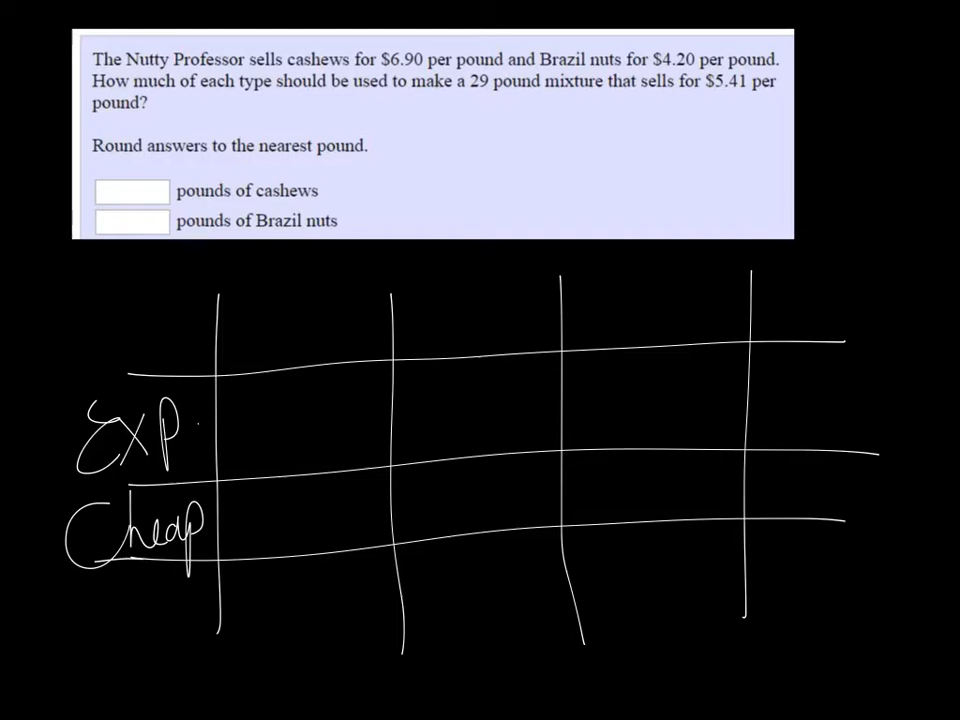 The Nutty Professor sells cashews for $6.90 per pound and Brazil nuts for $4.20 per pound.
How much of each type should be used to make a 29 pound mixture that sells for $5.41 per
pound?
Round answers to the nearest pound.
pounds of cashews
pounds of Brazil nuts
Exp
Cheap